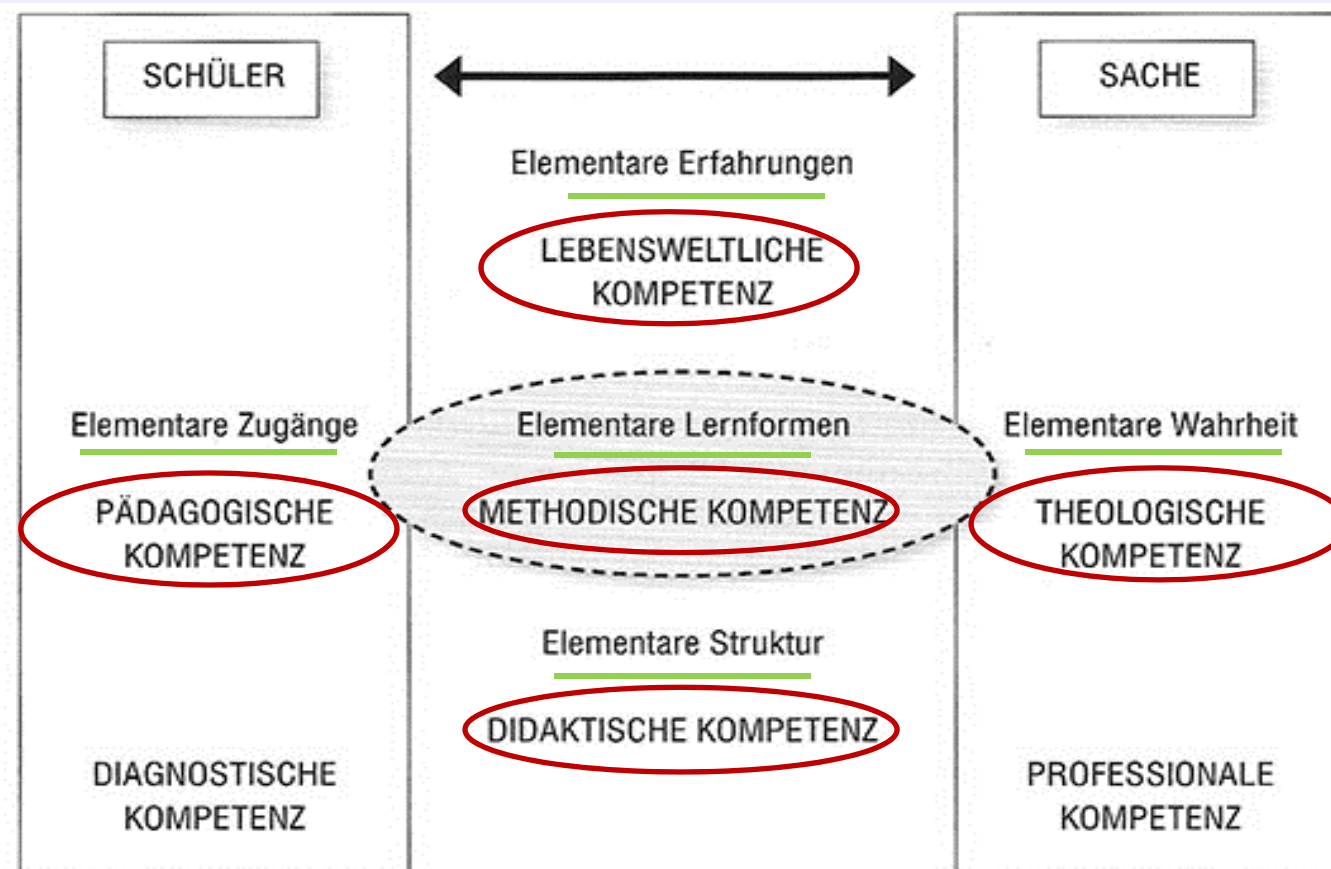 SCHÜLER
SACHE
Elementare Erfahrungen
LEBENSWELTLICHE
KOMPETENZ
Elementare Zugänge
PÄDAGOGISCHE
KOMPETENZ
Elementare Lernformen
METHODISCHE KOMPETENZ
Elementare Wahrheit
THEOLOGISCHE
KOMPETENZ
Elementare Struktur
DIDAKTISCHE KOMPETENZ
DIAGNOSTISCHE
KOMPETENZ
PROFESSIONALE
KOMPETENZ